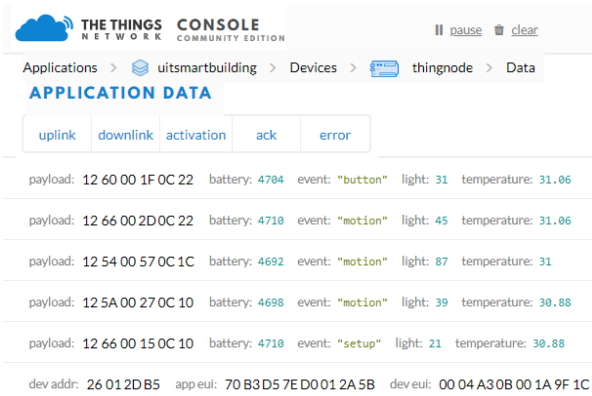 THE THINGS NETWORK CONSOLE COMMUNITY EDITION pause clear
Applications > uitsmartbuilding > Devices > thingnode > Data
APPLICATION DATA
uplink downlink activation ack error
payload: 12 60 00 1F 0C 22 battery: 4704 event: "button" light: 31 temperature: 31.06
payload: 12 66 00 2D 0C 22 battery: 4710 event: "motion" light: 45 temperature: 31.06
payload: 12 54 00 57 0C 1C battery: 4692 event: "motion" light: 87 temperature: 31
payload: 12 5A 00 27 0C 10 battery: 4698 event: "motion" light: 39 temperature: 30.88
payload: 12 66 00 15 0C 10 battery: 4710 event: "setup" light: 21 temperature: 30.88
dev addr: 26 01 2D B5 app eui: 70 B3 D5 7E D0 01 2A 5B dev eui: 00 04 A3 0B 00 1A 9F 1C